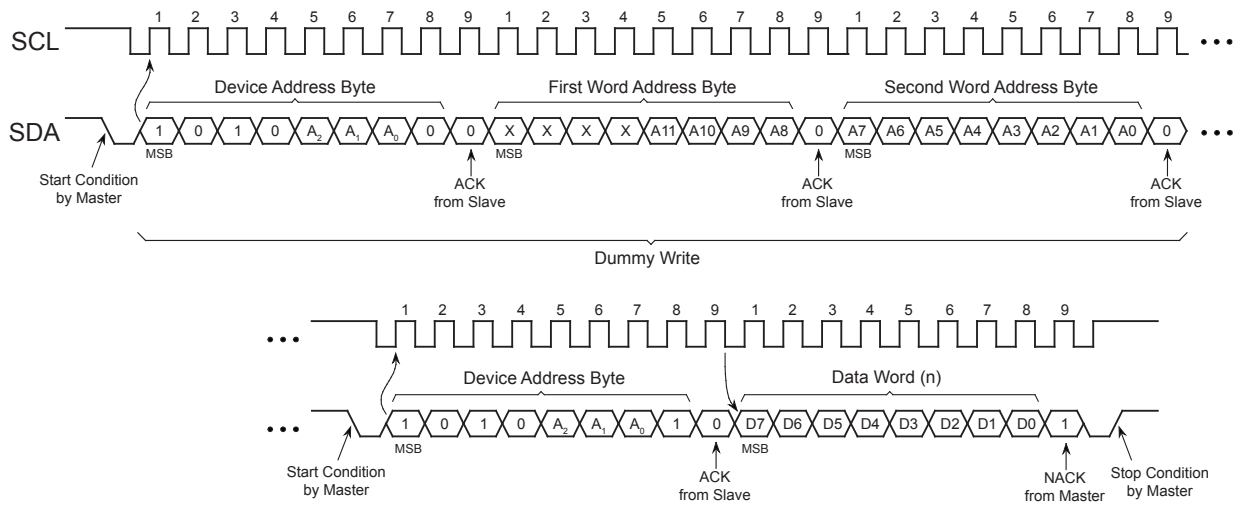 1 2 3 4 5 6 7 8 9 1 2 3 4 5 6 7 8 9 1 2 3 4 5 6 7 8 9
SCL
Device Address Byte First Word Address Byte Second Word Address Byte
SDA 1 0 1 0 A2 A1 A0 0 0 X X X X A11 A10 A9 A8 0 A7 A6 A5 A4 A3 A2 A1 A0 0
MSB MSB MSB
Start Condition
by Master
ACK
from Slave
ACK
from Slave
ACK
from Slave
Dummy Write
1 2 3 4 5 6 7 8 9 1 2 3 4 5 6 7 8 9
Device Address Byte Data Word (n)
1 0 1 0 A2 A1 A0 1 0 D7 D6 D5 D4 D3 D2 D1 D0 1
MSB MSB
Start Condition
by Master
ACK
from Slave
NACK
from Master
Stop Condition
by Master